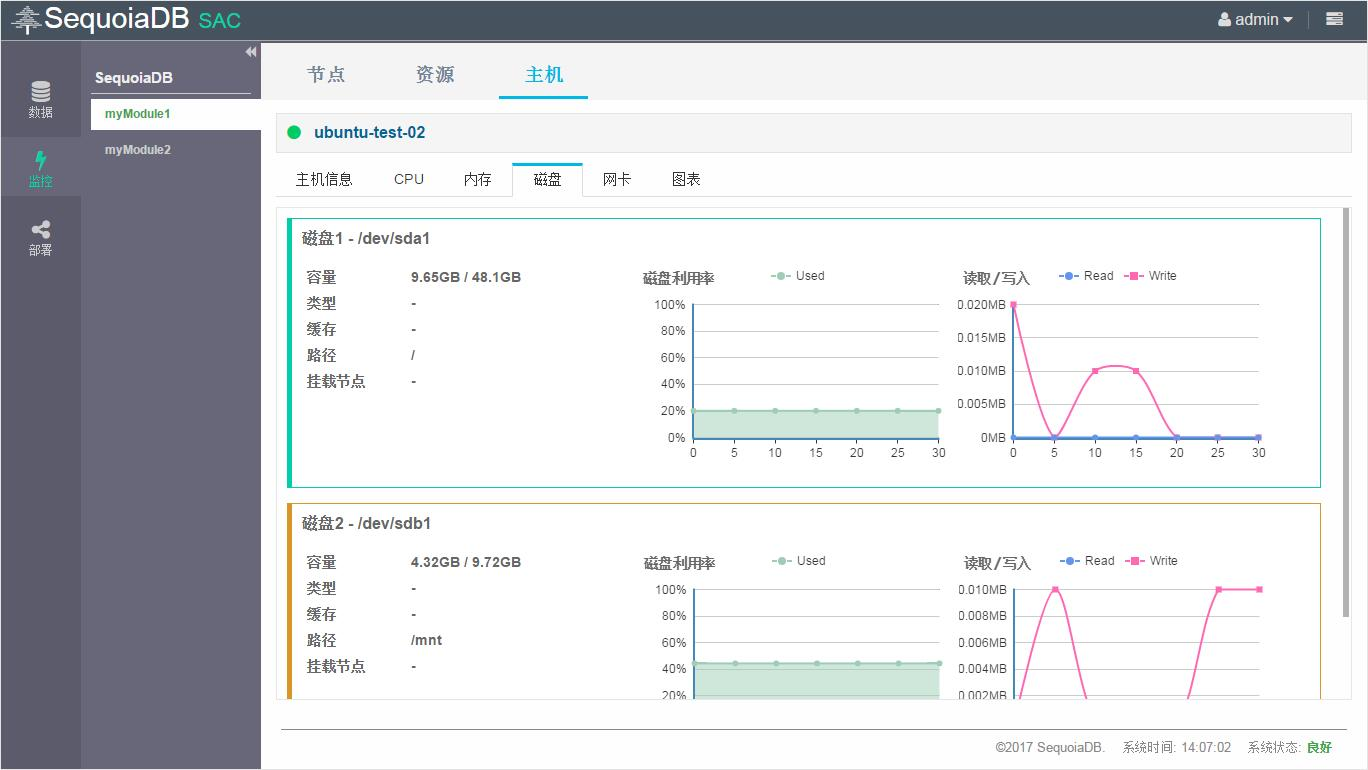 SequoiaDB SAC
admin
数据
监控
部署
SequoiaDB
myModule1
myModule2
节点 资源 主机
ubuntu-test-02
主机信息 CPU 内存 磁盘 网卡 图表
磁盘1 - /dev/sda1
容量 9.65GB / 48.1GB
类型 -
缓存 -
路径 /
挂载节点 -
磁盘利用率 Used
100%
80%
60%
40%
20%
0%
0 5 10 15 20 25 30
读取/写入 Read Write
0.020MB
0.015MB
0.010MB
0.005MB
0MB
0 5 10 15 20 25 30
磁盘2 - /dev/sdb1
容量 4.32GB / 9.72GB
类型 -
缓存 -
路径 /mnt
挂载节点 -
磁盘利用率 Used
100%
80%
60%
40%
20%
读取/写入 Read Write
0.010MB
0.008MB
0.006MB
0.004MB
0.002MB
©2017 SequoiaDB. 系统时间: 14:07:02 系统状态: 良好